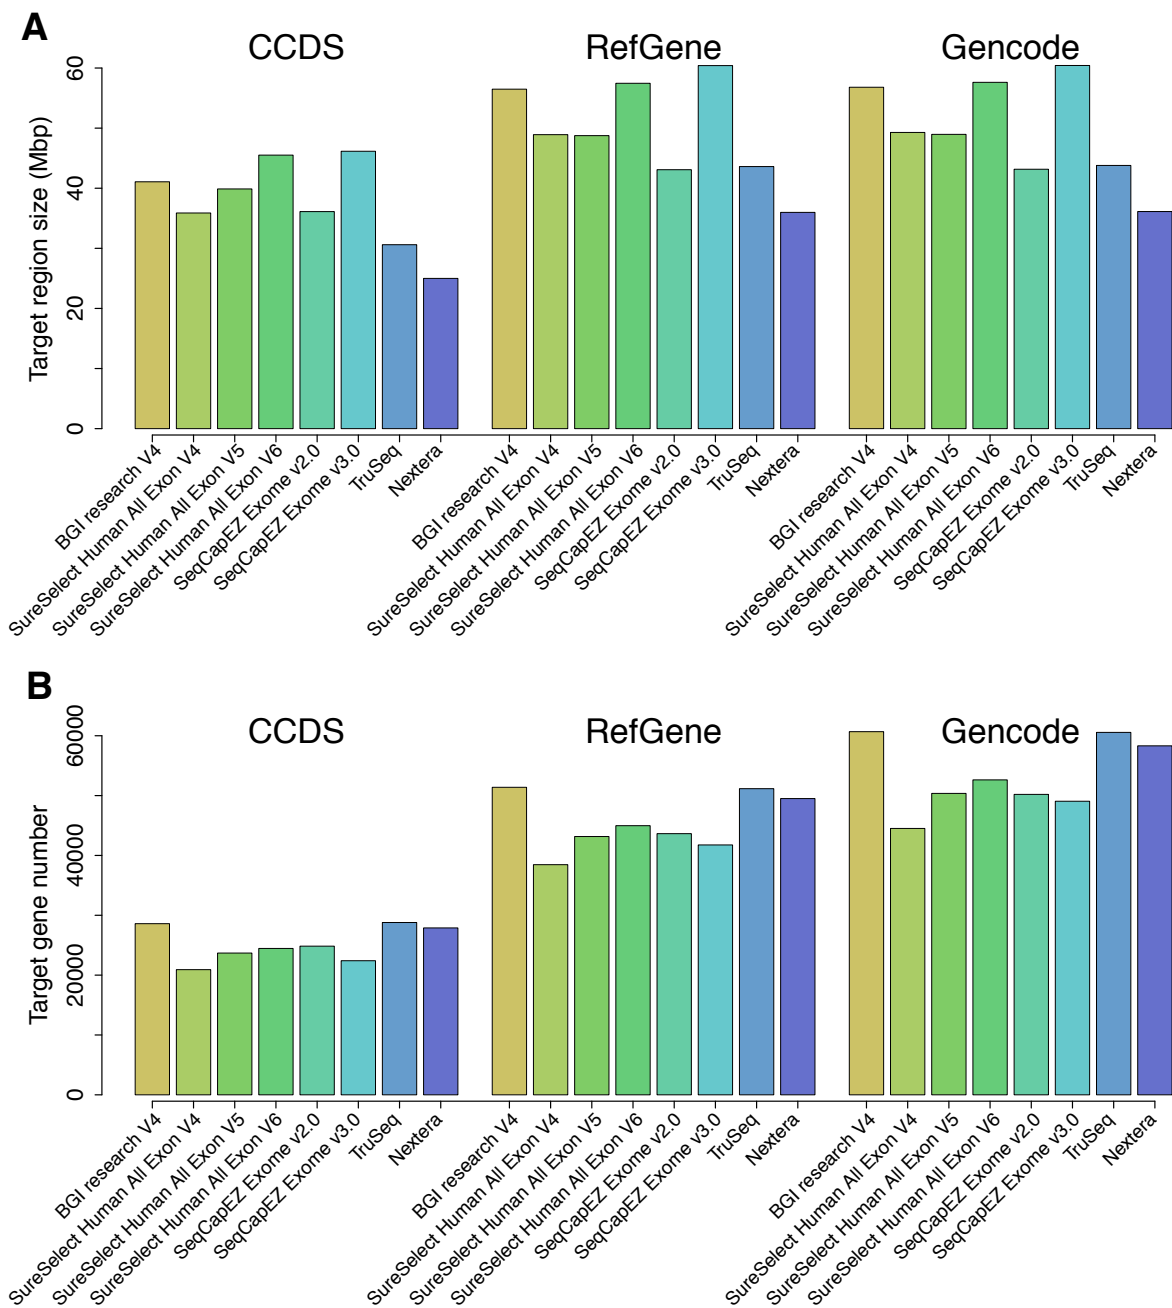 A
CCDS
RefGene
Gencode
Target region size (Mbp)
60
40
20
0
BGI research V4
SureSelect Human All Exon V4
SureSelect Human All Exon V5
SureSelect Human All Exon V6
SeqCapEZ Exome v2.0
SeqCapEZ Exome v3.0
TruSeq
Nextera
BGI research V4
SureSelect Human All Exon V4
SureSelect Human All Exon V5
SureSelect Human All Exon V6
SeqCapEZ Exome v2.0
SeqCapEZ Exome v3.0
TruSeq
Nextera
BGI research V4
SureSelect Human All Exon V4
SureSelect Human All Exon V5
SureSelect Human All Exon V6
SeqCapEZ Exome v2.0
SeqCapEZ Exome v3.0
TruSeq
Nextera
B
CCDS
RefGene
Gencode
Target gene number
60000
40000
20000
0
BGI research V4
SureSelect Human All Exon V4
SureSelect Human All Exon V5
SureSelect Human All Exon V6
SeqCapEZ Exome v2.0
SeqCapEZ Exome v3.0
TruSeq
Nextera
BGI research V4
SureSelect Human All Exon V4
SureSelect Human All Exon V5
SureSelect Human All Exon V6
SeqCapEZ Exome v2.0
SeqCapEZ Exome v3.0
TruSeq
Nextera
BGI research V4
SureSelect Human All Exon V4
SureSelect Human All Exon V5
SureSelect Human All Exon V6
SeqCapEZ Exome v2.0
SeqCapEZ Exome v3.0
TruSeq
Nextera